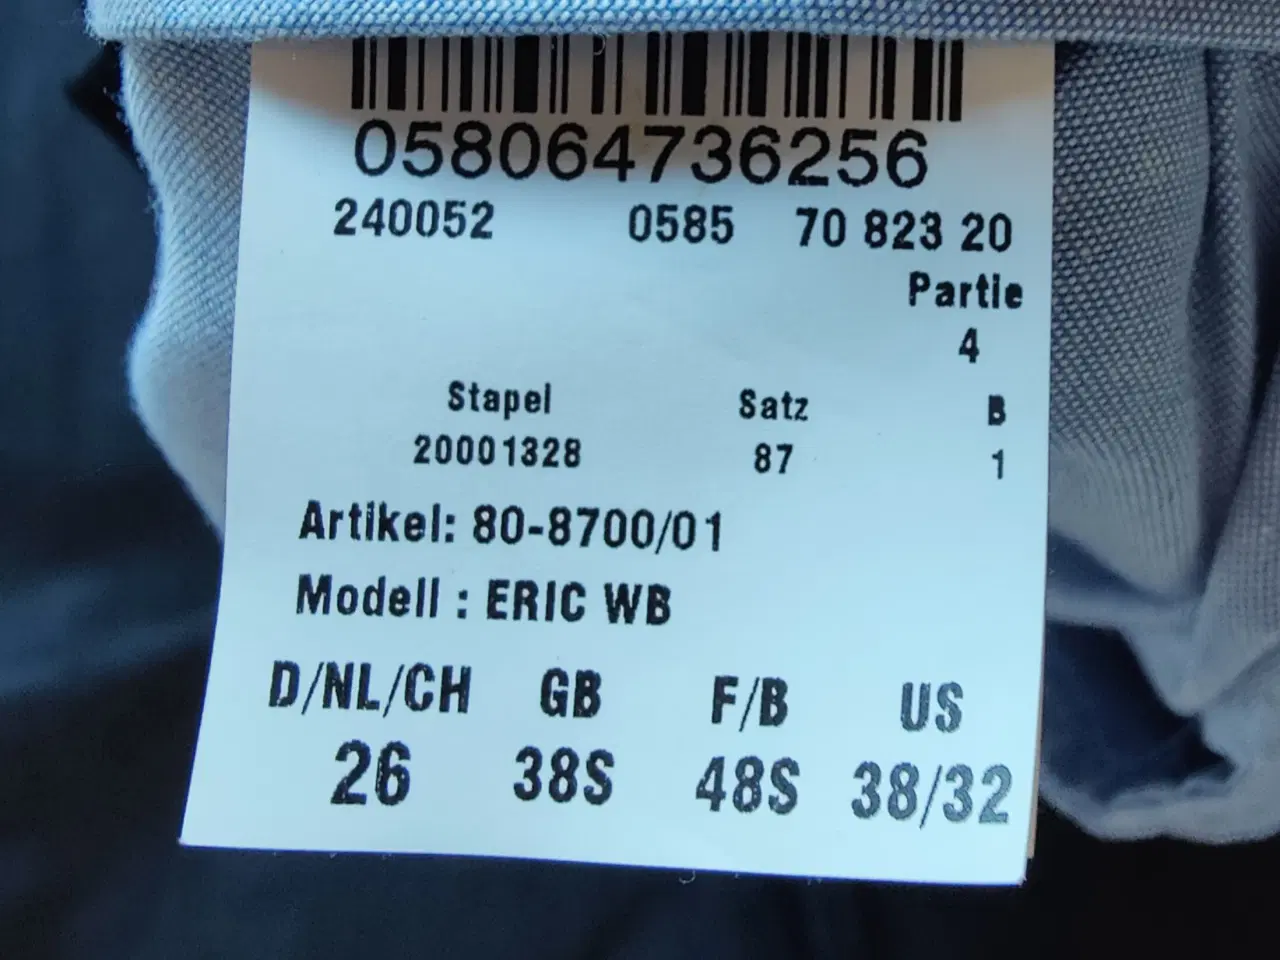 058064736256
240052 0585 70 823 20
Partie
4
Stapel Satz B
20001328 87 1
Artikel: 80-8700/01
Modell : ERIC WB
D/NL/CH GB F/B US
26 38S 48S 38/32